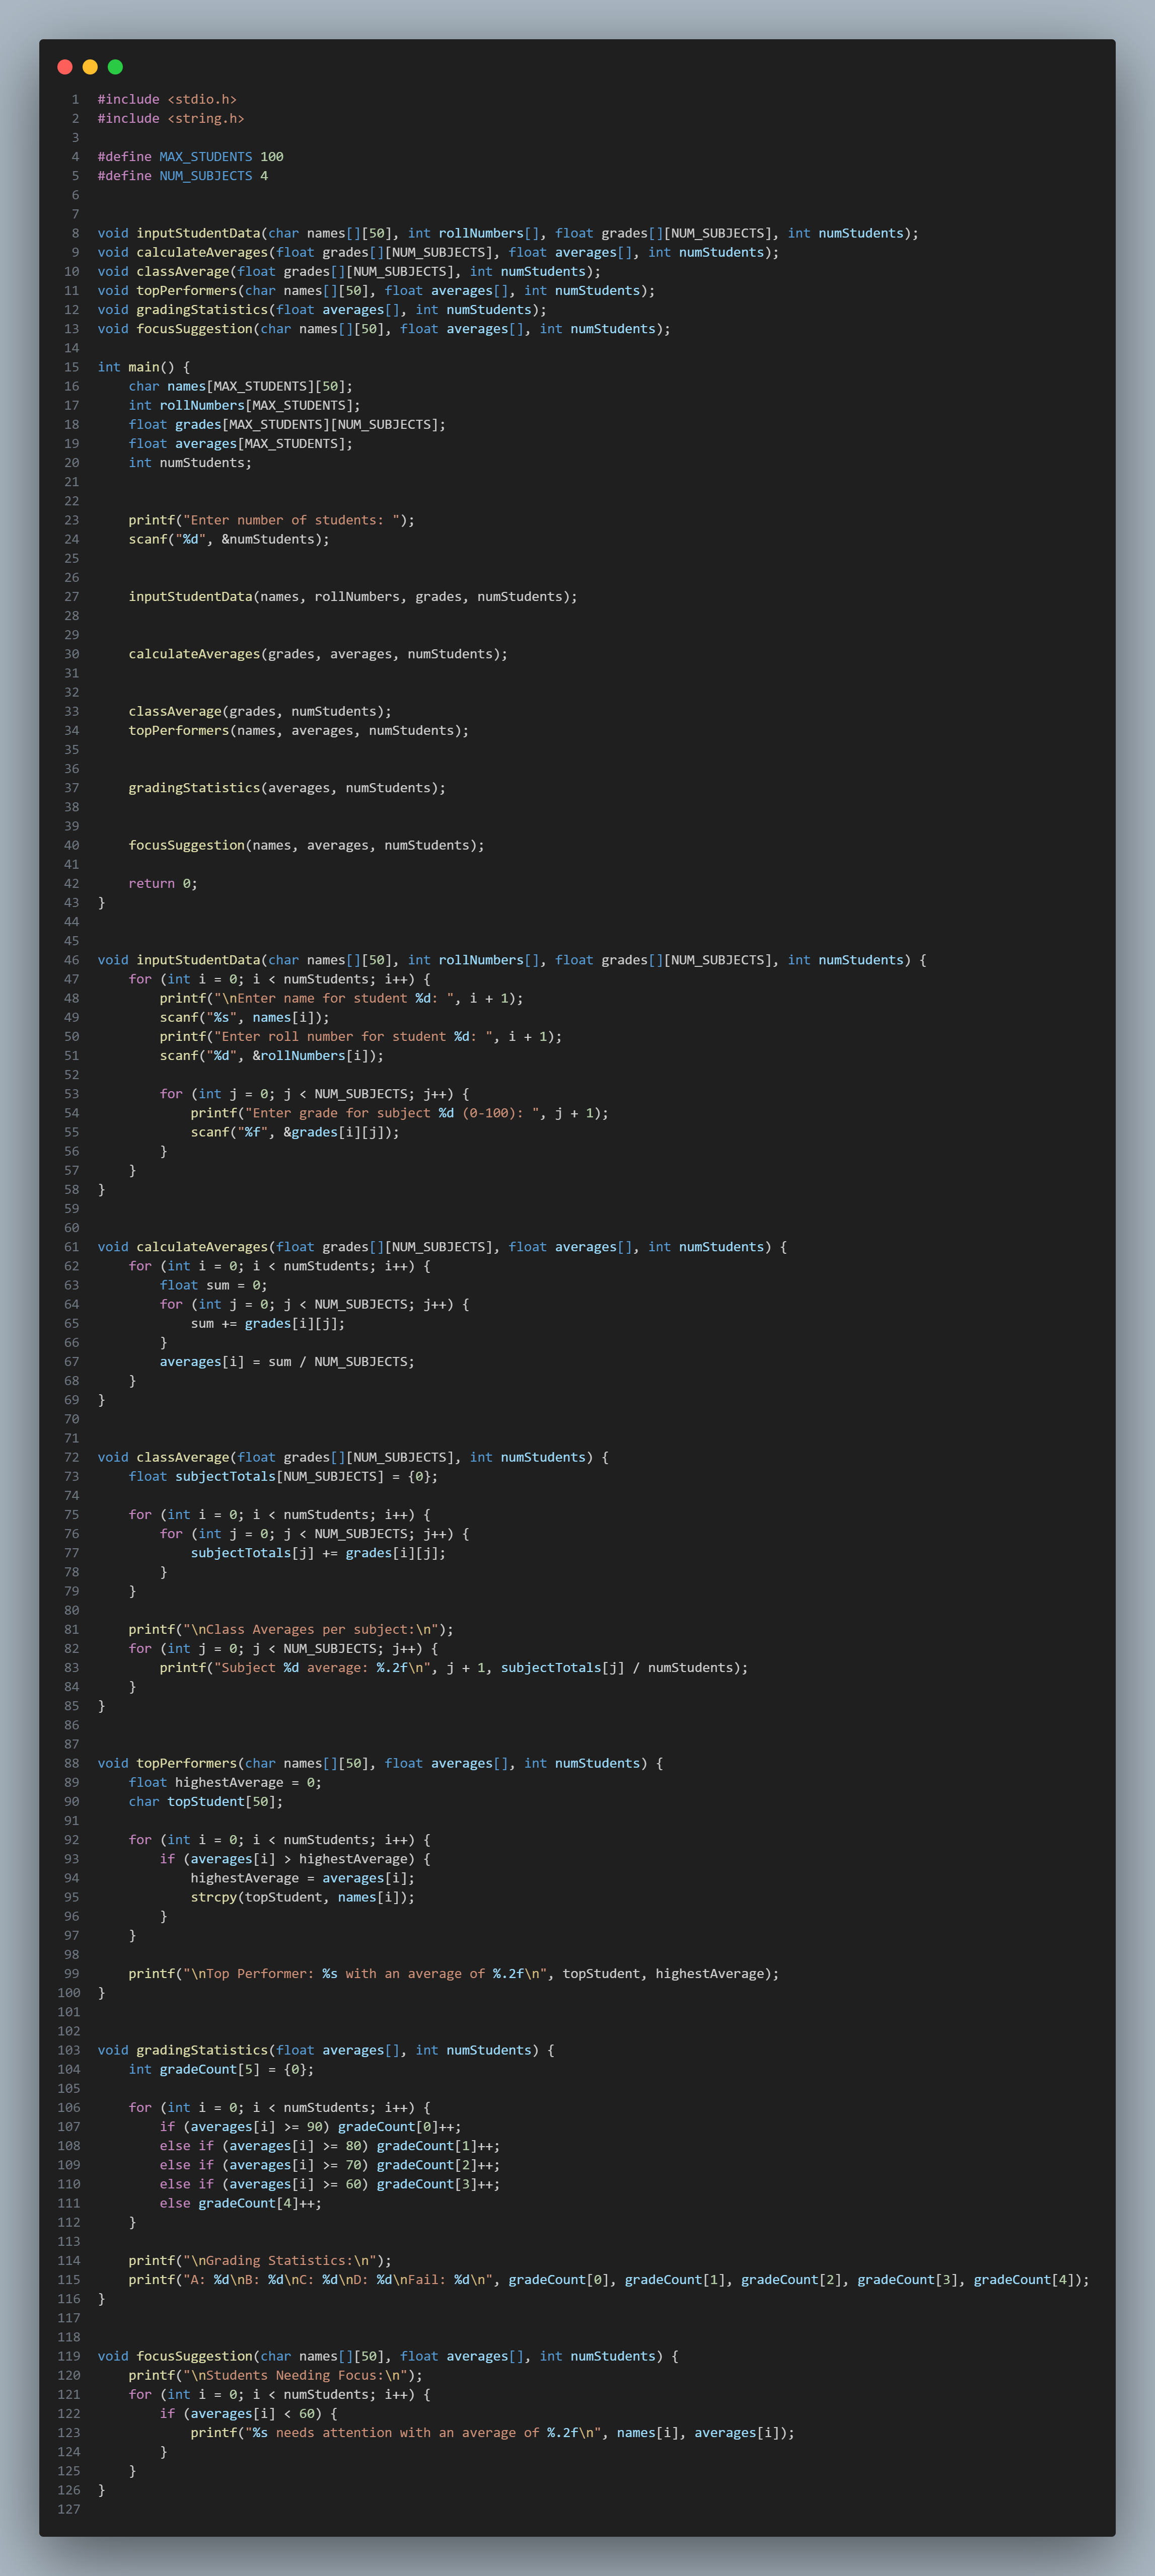 1 #include <stdio.h>
2 #include <string.h>
3
4 #define MAX_STUDENTS 100
5 #define NUM_SUBJECTS 4
6
7
8 void inputStudentData(char names[][50], int rollNumbers[], float grades[][NUM_SUBJECTS], int numStudents);
9 void calculateAverages(float grades[][NUM_SUBJECTS], float averages[], int numStudents);
10 void classAverage(float grades[][NUM_SUBJECTS], int numStudents);
11 void topPerformers(char names[][50], float averages[], int numStudents);
12 void gradingStatistics(float averages[], int numStudents);
13 void focusSuggestion(char names[][50], float averages[], int numStudents);
14
15 int main() {
16     char names[MAX_STUDENTS][50];
17     int rollNumbers[MAX_STUDENTS];
18     float grades[MAX_STUDENTS][NUM_SUBJECTS];
19     float averages[MAX_STUDENTS];
20     int numStudents;
21
22
23     printf("Enter number of students: ");
24     scanf("%d", &numStudents);
25
26
27     inputStudentData(names, rollNumbers, grades, numStudents);
28
29
30     calculateAverages(grades, averages, numStudents);
31
32
33     classAverage(grades, numStudents);
34     topPerformers(names, averages, numStudents);
35
36
37     gradingStatistics(averages, numStudents);
38
39
40     focusSuggestion(names, averages, numStudents);
41
42     return 0;
43 }
44
45
46 void inputStudentData(char names[][50], int rollNumbers[], float grades[][NUM_SUBJECTS], int numStudents) {
47     for (int i = 0; i < numStudents; i++) {
48         printf("\nEnter name for student %d: ", i + 1);
49         scanf("%s", names[i]);
50         printf("Enter roll number for student %d: ", i + 1);
51         scanf("%d", &rollNumbers[i]);
52
53         for (int j = 0; j < NUM_SUBJECTS; j++) {
54             printf("Enter grade for subject %d (0-100): ", j + 1);
55             scanf("%f", &grades[i][j]);
56         }
57     }
58 }
59
60
61 void calculateAverages(float grades[][NUM_SUBJECTS], float averages[], int numStudents) {
62     for (int i = 0; i < numStudents; i++) {
63         float sum = 0;
64         for (int j = 0; j < NUM_SUBJECTS; j++) {
65             sum += grades[i][j];
66         }
67         averages[i] = sum / NUM_SUBJECTS;
68     }
69 }
70
71
72 void classAverage(float grades[][NUM_SUBJECTS], int numStudents) {
73     float subjectTotals[NUM_SUBJECTS] = {0};
74
75     for (int i = 0; i < numStudents; i++) {
76         for (int j = 0; j < NUM_SUBJECTS; j++) {
77             subjectTotals[j] += grades[i][j];
78         }
79     }
80
81     printf("\nClass Averages per subject:\n");
82     for (int j = 0; j < NUM_SUBJECTS; j++) {
83         printf("Subject %d average: %.2f\n", j + 1, subjectTotals[j] / numStudents);
84     }
85 }
86
87
88 void topPerformers(char names[][50], float averages[], int numStudents) {
89     float highestAverage = 0;
90     char topStudent[50];
91
92     for (int i = 0; i < numStudents; i++) {
93         if (averages[i] > highestAverage) {
94             highestAverage = averages[i];
95             strcpy(topStudent, names[i]);
96         }
97     }
98
99     printf("\nTop Performer: %s with an average of %.2f\n", topStudent, highestAverage);
100 }
101
102
103 void gradingStatistics(float averages[], int numStudents) {
104     int gradeCount[5] = {0};
105
106     for (int i = 0; i < numStudents; i++) {
107         if (averages[i] >= 90) gradeCount[0]++;
108         else if (averages[i] >= 80) gradeCount[1]++;
109         else if (averages[i] >= 70) gradeCount[2]++;
110         else if (averages[i] >= 60) gradeCount[3]++;
111         else gradeCount[4]++;
112     }
113
114     printf("\nGrading Statistics:\n");
115     printf("A: %d\nB: %d\nC: %d\nD: %d\nFail: %d\n", gradeCount[0], gradeCount[1], gradeCount[2], gradeCount[3], gradeCount[4]);
116 }
117
118
119 void focusSuggestion(char names[][50], float averages[], int numStudents) {
120     printf("\nStudents Needing Focus:\n");
121     for (int i = 0; i < numStudents; i++) {
122         if (averages[i] < 60) {
123             printf("%s needs attention with an average of %.2f\n", names[i], averages[i]);
124         }
125     }
126 }
127